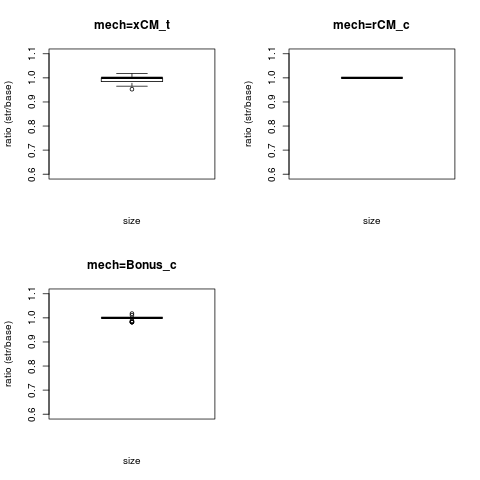 mech=xCM_t
ratio (str/base)
1.1
1.0
0.9
0.8
0.7
0.6
size
mech=rCM_c
ratio (str/base)
1.1
1.0
0.9
0.8
0.7
0.6
size
mech=Bonus_c
ratio (str/base)
1.1
1.0
0.9
0.8
0.7
0.6
size